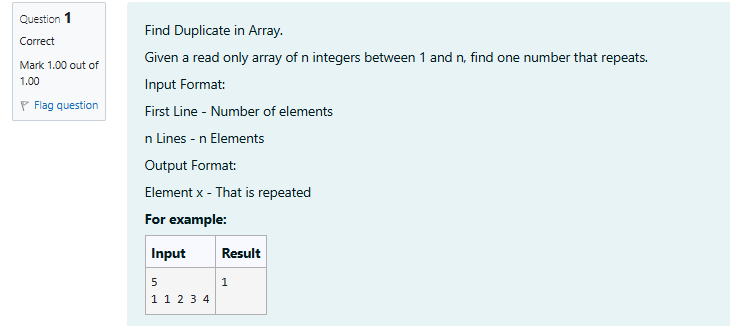 Question 1
Correct
Mark 1.00 out of
1.00
Flag question
Find Duplicate in Array.
Given a read only array of n integers between 1 and n, find one number that repeats.
Input Format:
First Line - Number of elements
n Lines - n Elements
Output Format:
Element x - That is repeated
For example:
Input Result
5 1
1 1 2 3 4